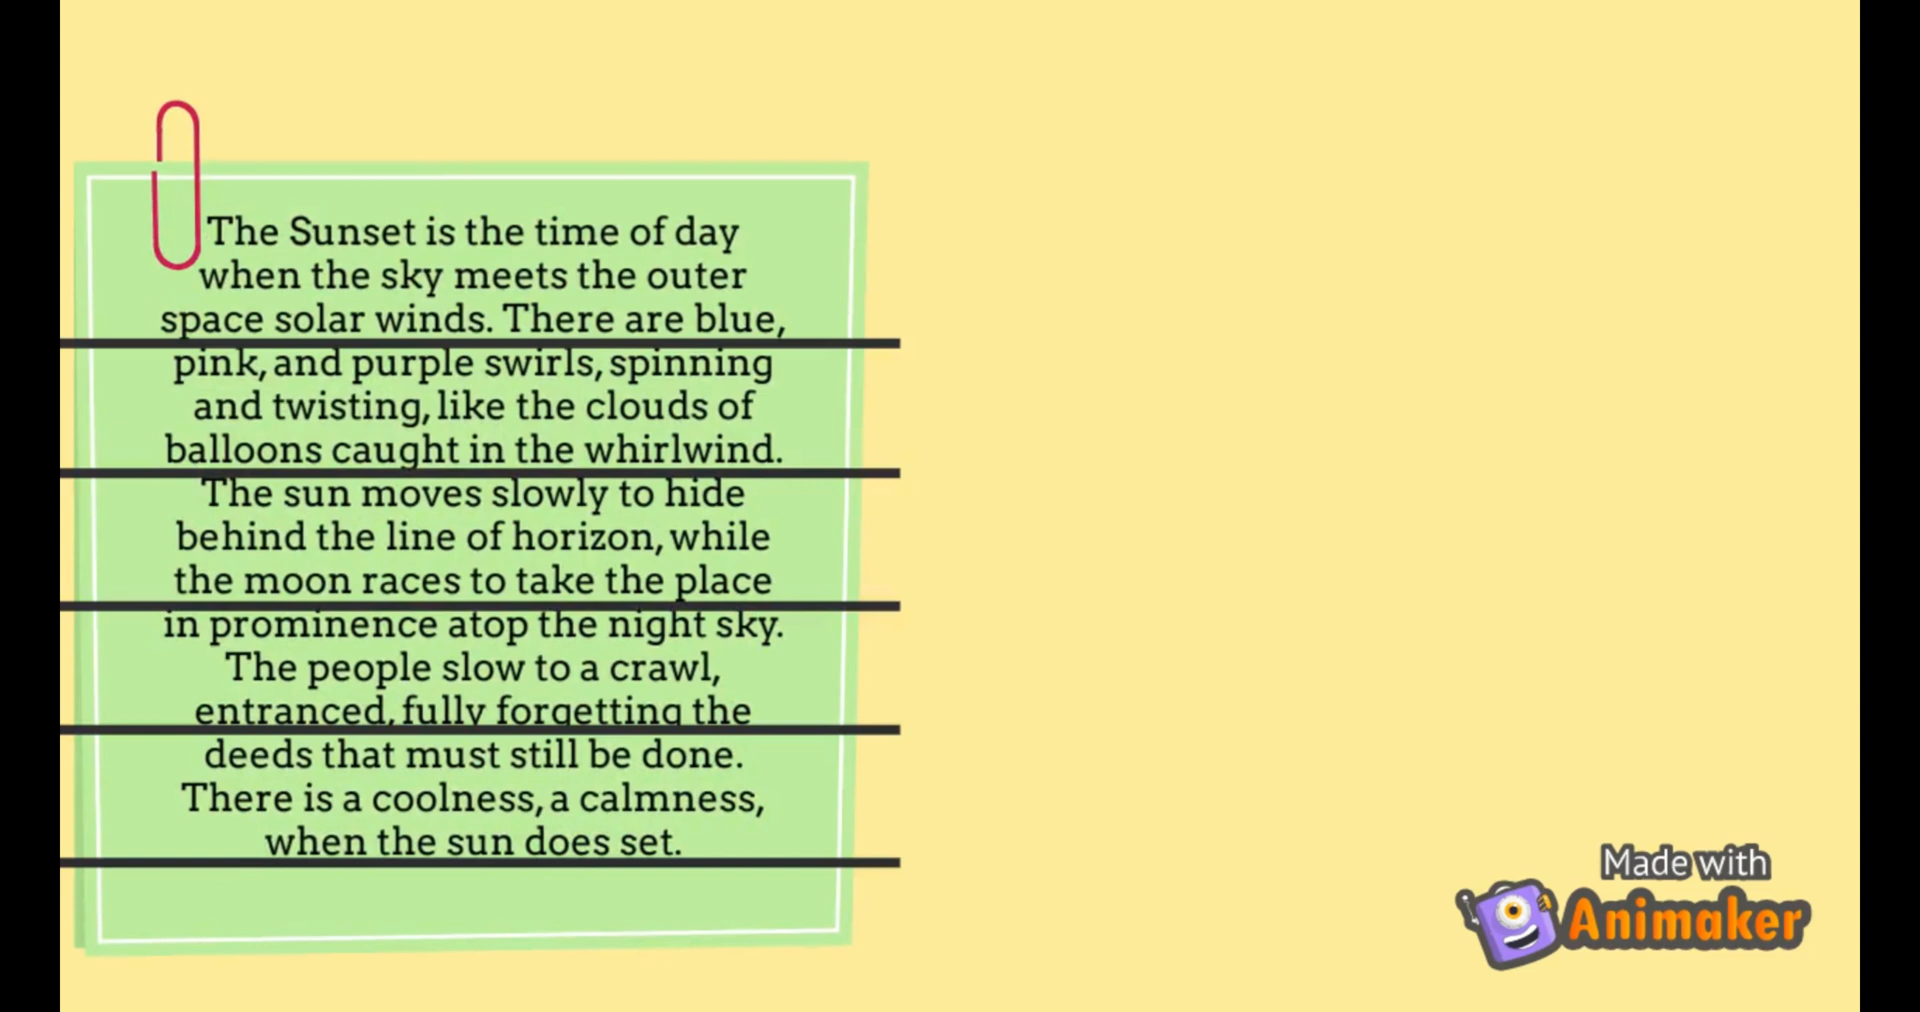 The Sunset is the time of day
when the sky meets the outer
space solar winds. There are blue,
pink, and purple swirls, spinning
and twisting, like the clouds of
balloons caught in the whirlwind.
The sun moves slowly to hide
behind the line of horizon, while
the moon races to take the place
in prominence atop the night sky.
The people slow to a crawl,
entranced, fully forgetting the
deeds that must still be done.
There is a coolness, a calmness,
when the sun does set.
Made with
Animaker